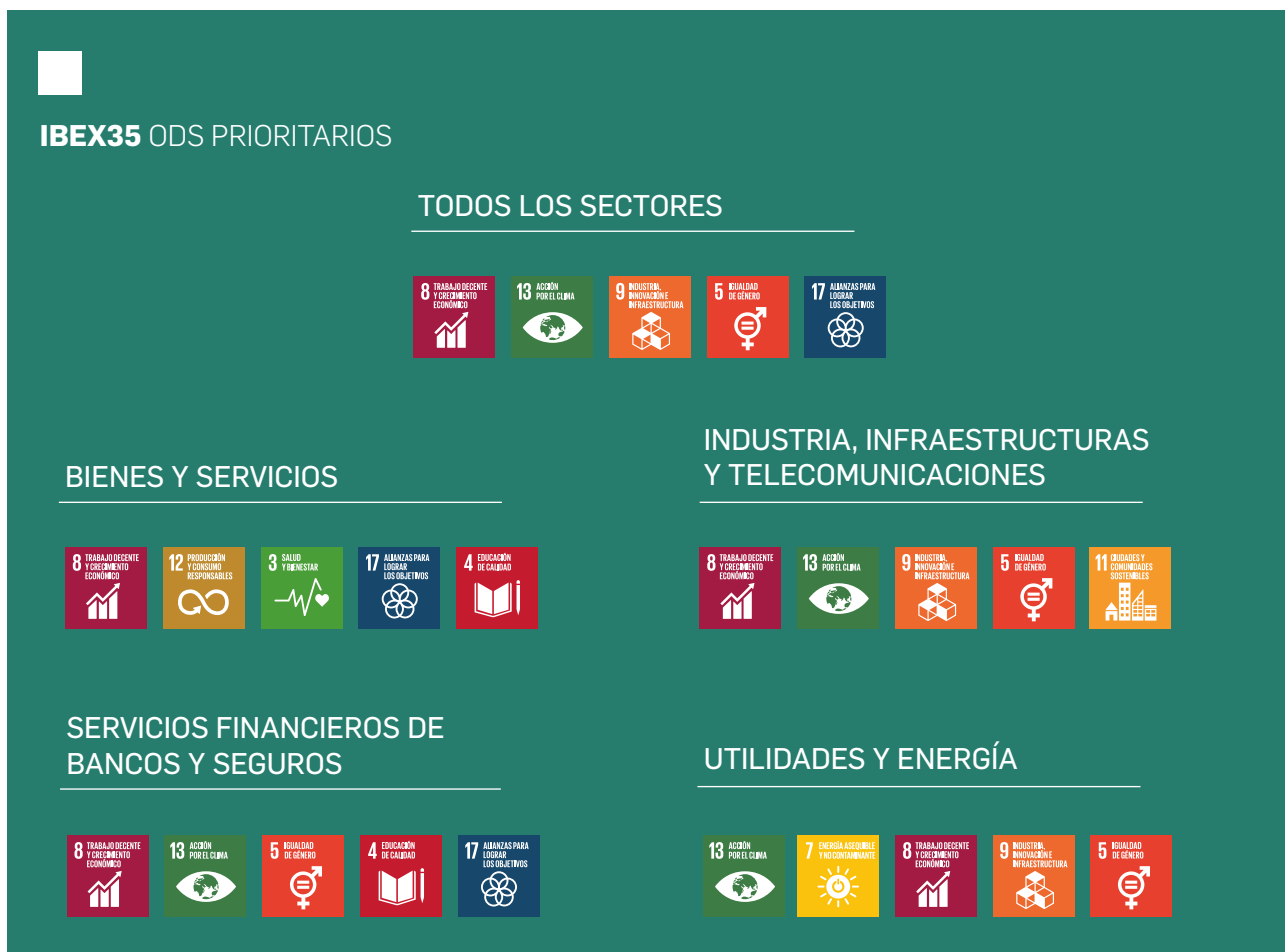 IBEX35 ODS PRIORITARIOS
TODOS LOS SECTORES
8 TRABAJO DECENTE
Y CRECIMIENTO
ECONÓMICO
13 ACCIÓN
POR EL CLIMA
9 INDUSTRIA,
INNOVACIÓN E
INFRAESTRUCTURA
5 IGUALDAD
DE GÉNERO
17 ALIANZAS PARA
LOGRAR
LOS OBJETIVOS
BIENES Y SERVICIOS
8 TRABAJO DECENTE
Y CRECIMIENTO
ECONÓMICO
12 PRODUCCIÓN
Y CONSUMO
RESPONSABLES
3 SALUD
Y BIENESTAR
17 ALIANZAS PARA
LOGRAR
LOS OBJETIVOS
4 EDUCACIÓN
DE CALIDAD
INDUSTRIA, INFRAESTRUCTURAS
Y TELECOMUNICACIONES
8 TRABAJO DECENTE
Y CRECIMIENTO
ECONÓMICO
13 ACCIÓN
POR EL CLIMA
9 INDUSTRIA,
INNOVACIÓN E
INFRAESTRUCTURA
5 IGUALDAD
DE GÉNERO
11 CIUDADES Y
COMUNIDADES
SOSTENIBLES
SERVICIOS FINANCIEROS DE
BANCOS Y SEGUROS
8 TRABAJO DECENTE
Y CRECIMIENTO
ECONÓMICO
13 ACCIÓN
POR EL CLIMA
5 IGUALDAD
DE GÉNERO
4 EDUCACIÓN
DE CALIDAD
17 ALIANZAS PARA
LOGRAR
LOS OBJETIVOS
UTILIDADES Y ENERGÍA
13 ACCIÓN
POR EL CLIMA
7 ENERGÍA ASEQUIBLE
Y NO CONTAMINANTE
8 TRABAJO DECENTE
Y CRECIMIENTO
ECONÓMICO
9 INDUSTRIA,
INNOVACIÓN E
INFRAESTRUCTURA
5 IGUALDAD
DE GÉNERO